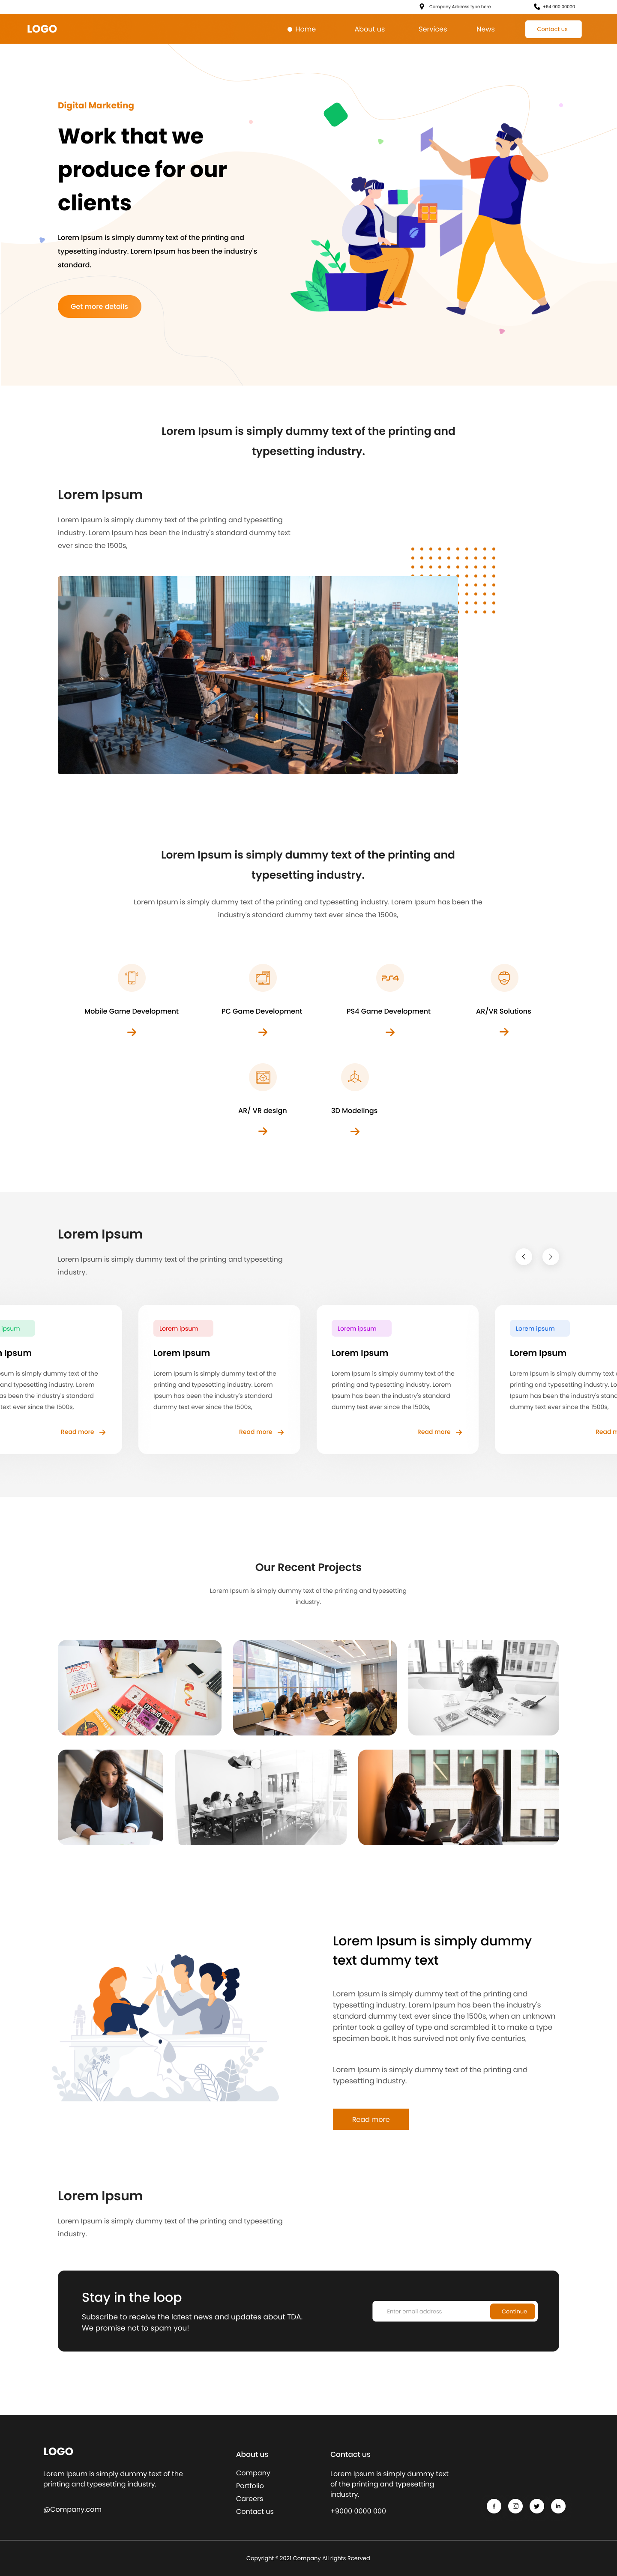 Company Address type here
+94 000 00000
LOGO
Home
About us
Services
News
Contact us
Digital Marketing
Work that we
produce for our
clients
Lorem Ipsum is simply dummy text of the printing and
typesetting industry. Lorem Ipsum has been the industry's
standard.
Get more details
Lorem Ipsum is simply dummy text of the printing and
typesetting industry.
Lorem Ipsum
Lorem Ipsum is simply dummy text of the printing and typesetting
industry. Lorem Ipsum has been the industry's standard dummy text
ever since the 1500s,
Lorem Ipsum is simply dummy text of the printing and
typesetting industry.
Lorem Ipsum is simply dummy text of the printing and typesetting industry. Lorem Ipsum has been the
industry's standard dummy text ever since the 1500s,
PS4
Mobile Game Development
PC Game Development
PS4 Game Development
AR/VR Solutions
AR/ VR design
3D Modelings
Lorem Ipsum
Lorem Ipsum is simply dummy text of the printing and typesetting
industry.
ipsum
Ipsum
sum is simply dummy text of the
and typesetting industry. Lorem
as been the industry's standard
text ever since the 1500s,
Read more
Lorem ipsum
Lorem Ipsum
Lorem Ipsum is simply dummy text of the
printing and typesetting industry. Lorem
Ipsum has been the industry's standard
dummy text ever since the 1500s,
Read more
Lorem ipsum
Lorem Ipsum
Lorem Ipsum is simply dummy text of the
printing and typesetting industry. Lorem
Ipsum has been the industry's standard
dummy text ever since the 1500s,
Read more
Lorem ipsum
Lorem Ipsum
Lorem Ipsum is simply dummy text
printing and typesetting industry. L
Ipsum has been the industry's stan
dummy text ever since the 1500s,
Read m
Our Recent Projects
Lorem Ipsum is simply dummy text of the printing and typesetting
industry.
LOGIC
FUZZY
Lorem Ipsum is simply dummy
text dummy text
Lorem Ipsum is simply dummy text of the printing and
typesetting industry. Lorem Ipsum has been the industry's
standard dummy text ever since the 1500s, when an unknown
printer took a galley of type and scrambled it to make a type
specimen book. It has survived not only five centuries,
Lorem Ipsum is simply dummy text of the printing and
typesetting industry.
Read more
Lorem Ipsum
Lorem Ipsum is simply dummy text of the printing and typesetting
industry.
Stay in the loop
Subscribe to receive the latest news and updates about TDA.
We promise not to spam you!
Enter email address
Continue
LOGO
Lorem Ipsum is simply dummy text of the
printing and typesetting industry.
@Company.com
About us
Company
Portfolio
Careers
Contact us
Contact us
Lorem Ipsum is simply dummy text
of the printing and typesetting
industry.
+9000 0000 000
Copyright ® 2021 Company All rights Rcerved